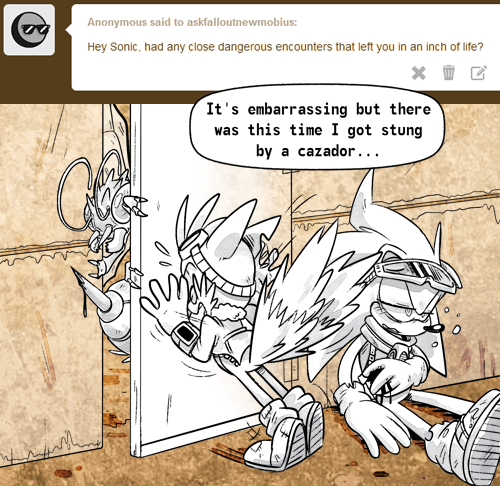 Anonymous said to askfalloutnewmobius:
Hey Sonic, had any close dangerous encounters that left you in an inch of life?
It's embarrassing but there
was this time I got stung
by a cazador...